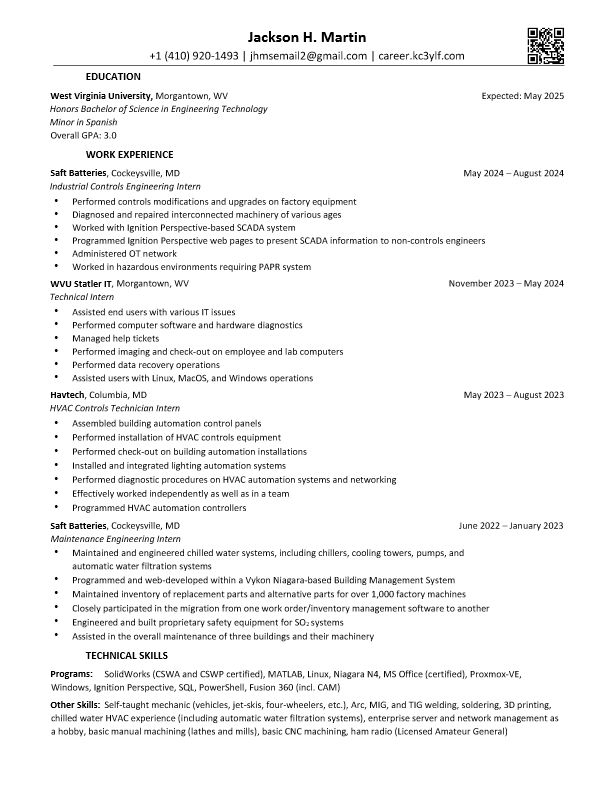 Jackson H. Martin
+1 (410) 920-1493 | jhmsemail2@gmail.com | career.kc3ylf.com
EDUCATION
West Virginia University, Morgantown, WV Expected: May 2025
Honors Bachelor of Science in Engineering Technology
Minor in Spanish
Overall GPA: 3.0
WORK EXPERIENCE
Saft Batteries, Cockeysville, MD May 2024 – August 2024
Industrial Controls Engineering Intern
• Performed controls modifications and upgrades on factory equipment
• Diagnosed and repaired interconnected machinery of various ages
• Worked with Ignition Perspective-based SCADA system
• Programmed Ignition Perspective web pages to present SCADA information to non-controls engineers
• Administered OT network
• Worked in hazardous environments requiring PAPR system
WVU Statler IT, Morgantown, WV November 2023 – May 2024
Technical Intern
• Assisted end users with various IT issues
• Performed computer software and hardware diagnostics
• Managed help tickets
• Performed imaging and check-out on employee and lab computers
• Performed data recovery operations
• Assisted users with Linux, MacOS, and Windows operations
Havtech, Columbia, MD May 2023 – August 2023
HVAC Controls Technician Intern
• Assembled building automation control panels
• Performed installation of HVAC controls equipment
• Performed check-out on building automation installations
• Installed and integrated lighting automation systems
• Performed diagnostic procedures on HVAC automation systems and networking
• Effectively worked independently as well as in a team
• Programmed HVAC automation controllers
Saft Batteries, Cockeysville, MD June 2022 – January 2023
Maintenance Engineering Intern
• Maintained and engineered chilled water systems, including chillers, cooling towers, pumps, and
automatic water filtration systems
• Programmed and web-developed within a Vykon Niagara-based Building Management System
• Maintained inventory of replacement parts and alternative parts for over 1,000 factory machines
• Closely participated in the migration from one work order/inventory management software to another
• Engineered and built proprietary safety equipment for SO₂ systems
• Assisted in the overall maintenance of three buildings and their machinery
TECHNICAL SKILLS
Programs: SolidWorks (CSWA and CSWP certified), MATLAB, Linux, Niagara N4, MS Office (certified), Proxmox-VE,
Windows, Ignition Perspective, SQL, PowerShell, Fusion 360 (incl. CAM)
Other Skills: Self-taught mechanic (vehicles, jet-skis, four-wheelers, etc.), Arc, MIG, and TIG welding, soldering, 3D printing,
chilled water HVAC experience (including automatic water filtration systems), enterprise server and network management as
a hobby, basic manual machining (lathes and mills), basic CNC machining, ham radio (Licensed Amateur General)